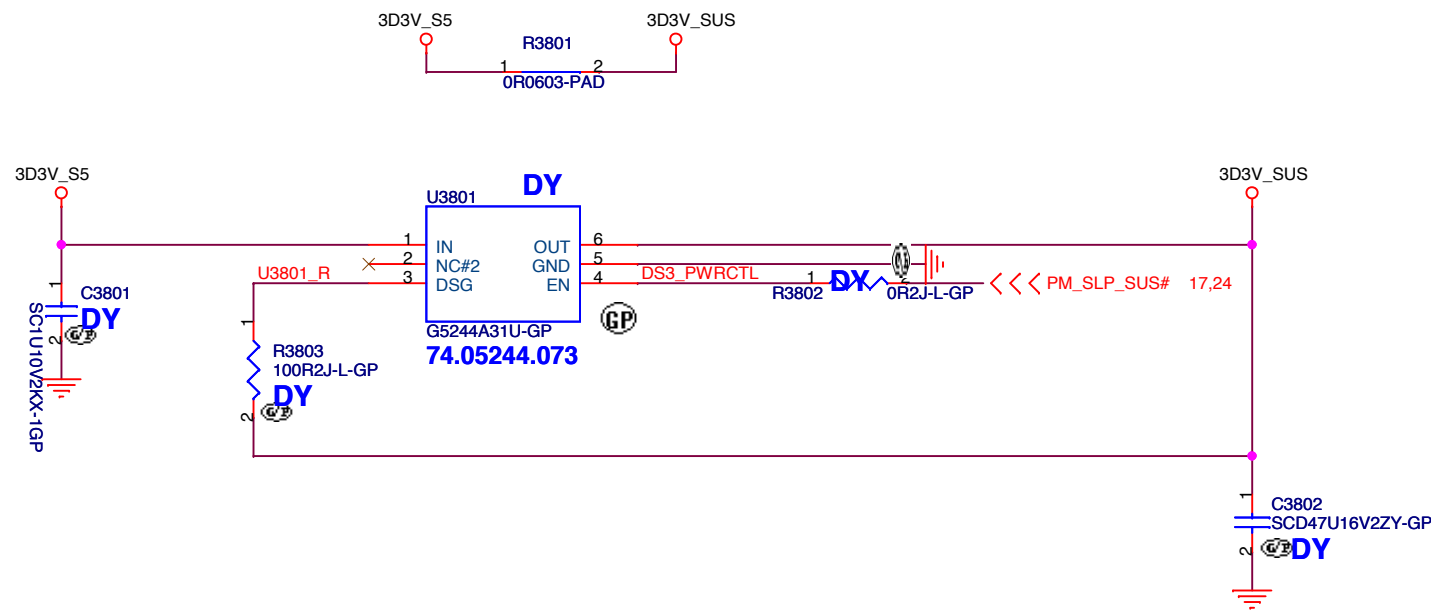 3D3V_S5
3D3V_SUS
R3801
1
2
0R0603-PAD
3D3V_S5
3D3V_SUS
DY
U3801
1
IN
OUT
6
2
NC#2
GND
5
3
DSG
EN
4
U3801_R
DS3_PWRCTL
1
DY
R3802
0R2J-L-GP
PM_SLP_SUS#
17,24
G5244A31U-GP
74.05244.073
GP
1
C3801
DY
2
G/P
SC1U10V2KX-1GP
1
R3803
100R2J-L-GP
DY
2
G/P
1
C3802
SCD47U16V2ZY-GP
2
G/P
DY